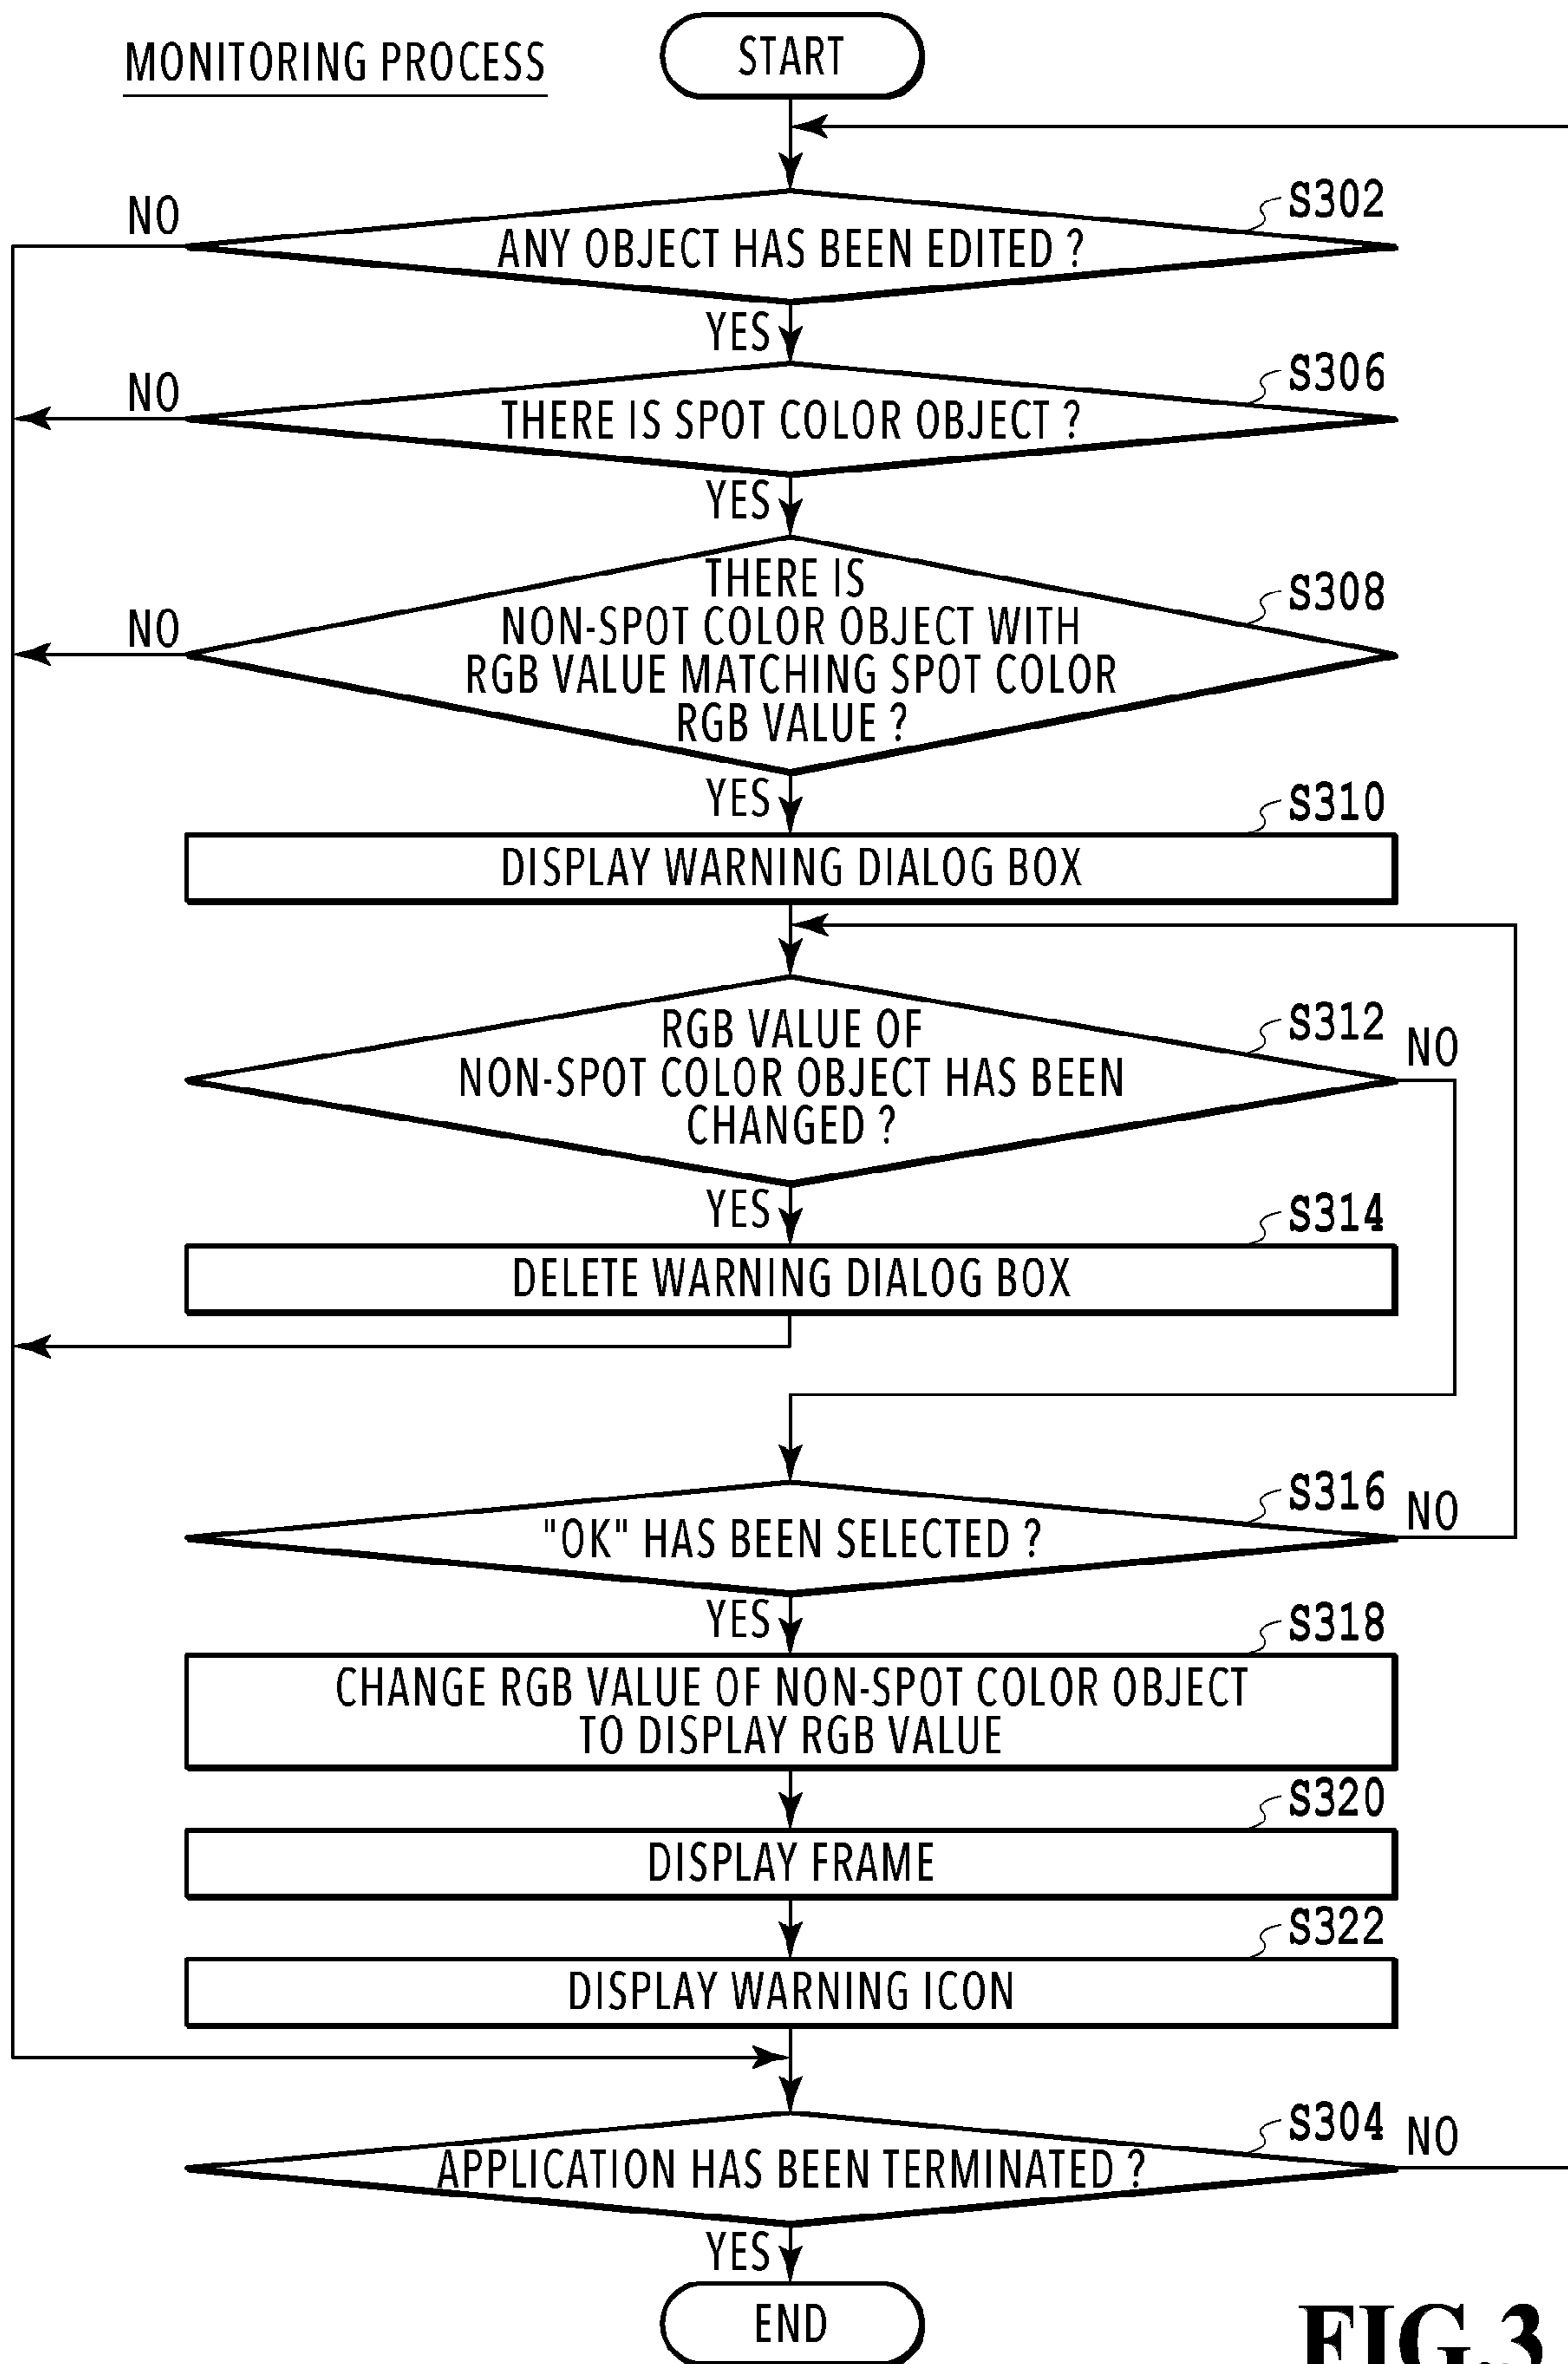 MONITORING PROCESS
START
S302
NO
ANY OBJECT HAS BEEN EDITED ?
YES
S306
NO
THERE IS SPOT COLOR OBJECT ?
YES
S308
THERE IS
NON-SPOT COLOR OBJECT WITH
NO
RGB VALUE MATCHING SPOT COLOR
RGB VALUE ?
YES
S310
DISPLAY WARNING DIALOG BOX
S312
NO
RGB VALUE OF
NON-SPOT COLOR OBJECT HAS BEEN
CHANGED ?
YES
S314
DELETE WARNING DIALOG BOX
S316
NO
"OK" HAS BEEN SELECTED ?
YES
S318
CHANGE RGB VALUE OF NON-SPOT COLOR OBJECT
TO DISPLAY RGB VALUE
S320
DISPLAY FRAME
S322
DISPLAY WARNING ICON
S304
NO
APPLICATION HAS BEEN TERMINATED ?
YES
END
FIG.3